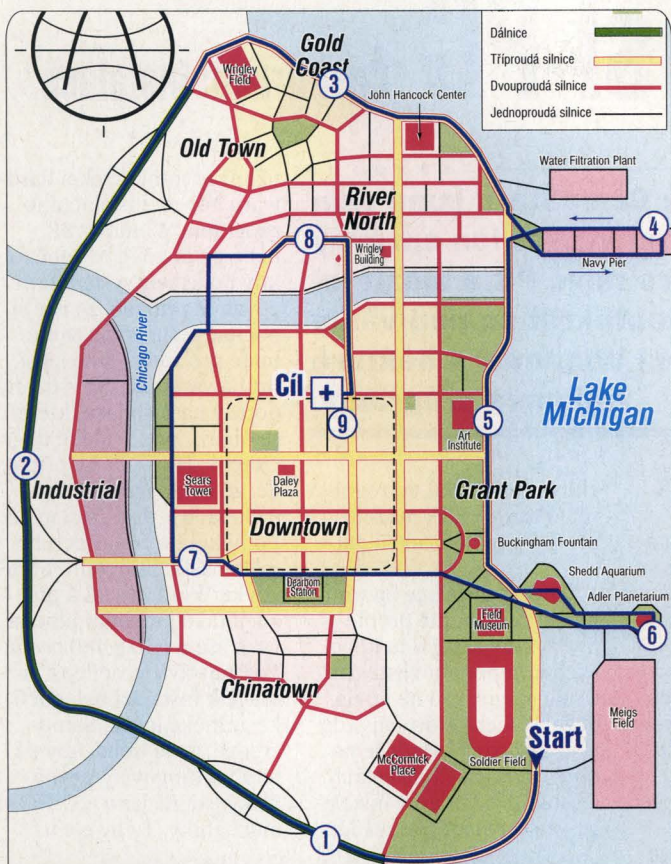 Dálnice
Tříproudá silnice
Dvouproudá silnice
Jednoproudá silnice
Gold
Coast
Wrigley
Field
3
John Hancock Center
Old Town
Water Filtration Plant
River
North
4
8
Wrigley
Building
Navy Pier
Chicago River
Cíl
Lake
Michigan
9
5
Art
Institute
2
Industrial
Sears
Tower
Daley
Plaza
Grant Park
Downtown
Buckingham Fountain
7
Shedd Aquarium
Dearborn
Station
Adler Planetarium
Field
Museum
6
Chinatown
Meigs
Field
Start
McCormick
Place
Soldier Field
1